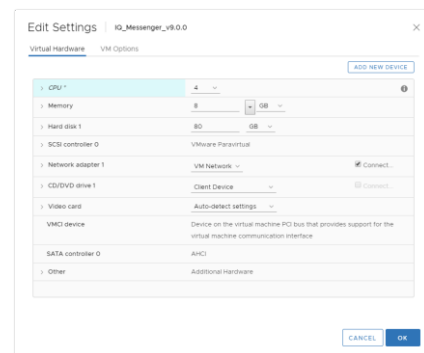 Edit Settings | IQ_Messenger_v9.0.0 ×
Virtual Hardware VM Options
ADD NEW DEVICE
> CPU * 4
> Memory 8 GB
> Hard disk 1 80 GB
SCSI controller 0 VMware Paravirtual
> Network adapter 1 VM Network Connect...
> CD/DVD drive 1 Client Device Connect...
> Video card Auto-detect settings
VMCI device Device on the virtual machine PCI bus that provides support for the
virtual machine communication interface
SATA controller 0 AHCI
> Other Additional Hardware
CANCEL OK